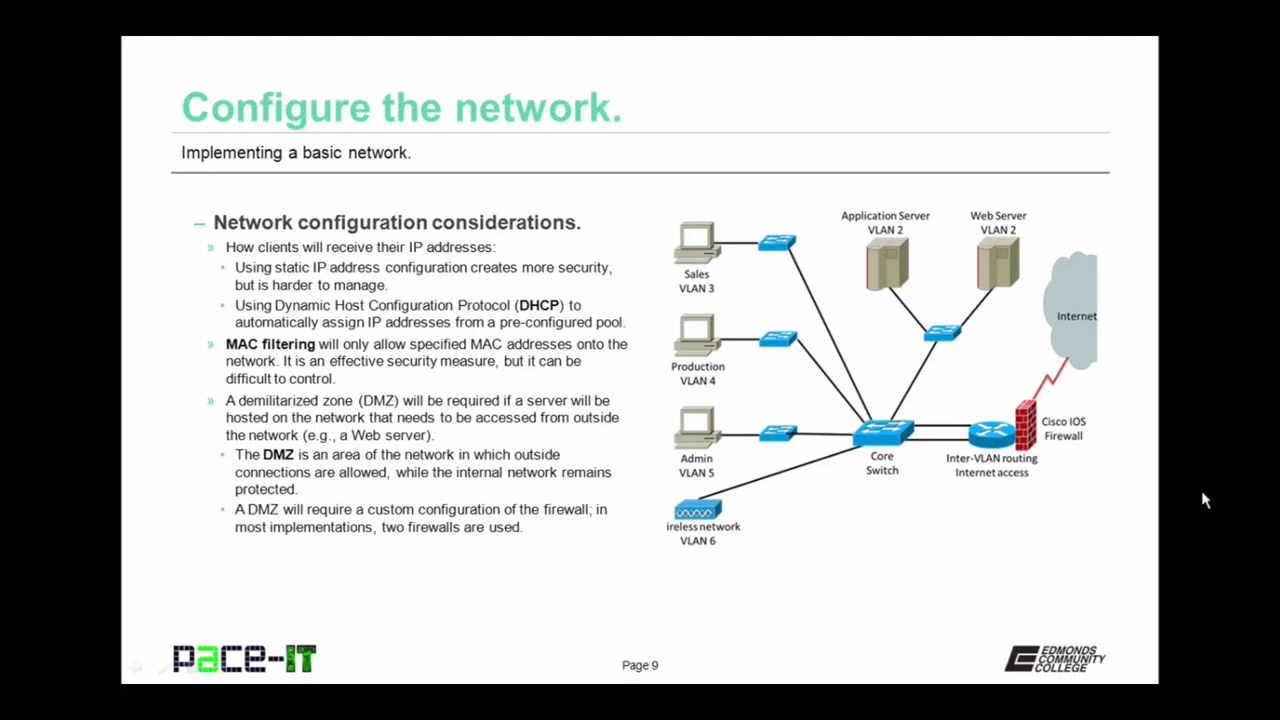 Configure the network.
Implementing a basic network.
– Network configuration considerations.
» How clients will receive their IP addresses:
• Using static IP address configuration creates more security,
but is harder to manage.
• Using Dynamic Host Configuration Protocol (DHCP) to
automatically assign IP addresses from a pre-configured pool.
» MAC filtering will only allow specified MAC addresses onto the
network. It is an effective security measure, but it can be
difficult to control.
» A demilitarized zone (DMZ) will be required if a server will be
hosted on the network that needs to be accessed from outside
the network (e.g., a Web server).
• The DMZ is an area of the network in which outside
connections are allowed, while the internal network remains
protected.
• A DMZ will require a custom configuration of the firewall; in
most implementations, two firewalls are used.
Application Server
VLAN 2
Web Server
VLAN 2
Sales
VLAN 3
Internet
Production
VLAN 4
Cisco IOS
Firewall
Admin
VLAN 5
Core
Switch
Inter-VLAN routing
Internet access
ireless network
VLAN 6
pace-IT
Page 9
EDMONDS
COMMUNITY
COLLEGE